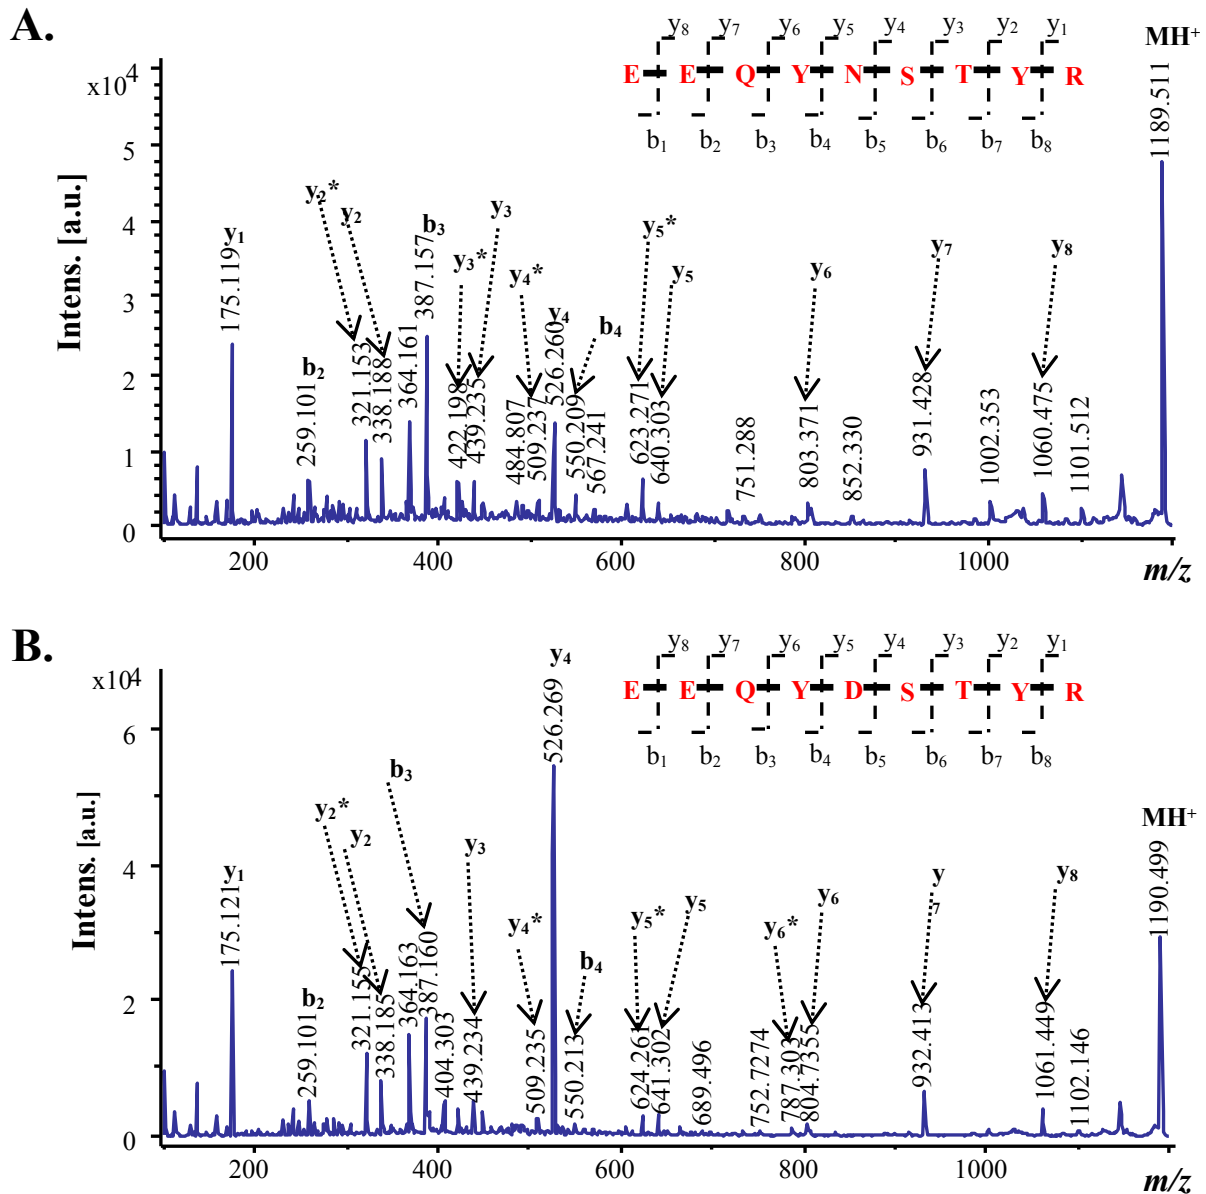 A.
y8 y7 y6 y5 y4 y3 y2 y1
E E Q Y N S T Y R
b1 b2 b3 b4 b5 b6 b7 b8
MH+
1189.511
x10^4
5
4
3
2
1
0
Intens. [a.u.]
y1
175.119
b2
259.101
y2*
321.153
y2
338.188
364.161
b3
387.157
y3*
422.198
y3
439.235
484.807
y4*
509.237
y4
526.260
b4
550.209
567.241
y5*
623.271
y5
640.303
751.288
y6
803.371
852.330
y7
931.428
1002.353
y8
1060.475
1101.512
200 400 600 800 1000
m/z
B.
y8 y7 y6 y5 y4 y3 y2 y1
E E Q Y D S T Y R
b1 b2 b3 b4 b5 b6 b7 b8
MH+
1190.499
x10^4
6
4
2
0
Intens. [a.u.]
y1
175.121
b2
259.101
y2*
321.155
y2
338.185
364.163
b3
387.160
404.303
y3
439.234
y4*
509.235
y4
526.269
b4
550.213
y5*
624.261
y5
641.302
689.496
752.7274
y6*
787.303
y6
804.7355
y
7
932.413
y8
1061.449
1102.146
200 400 600 800 1000
m/z